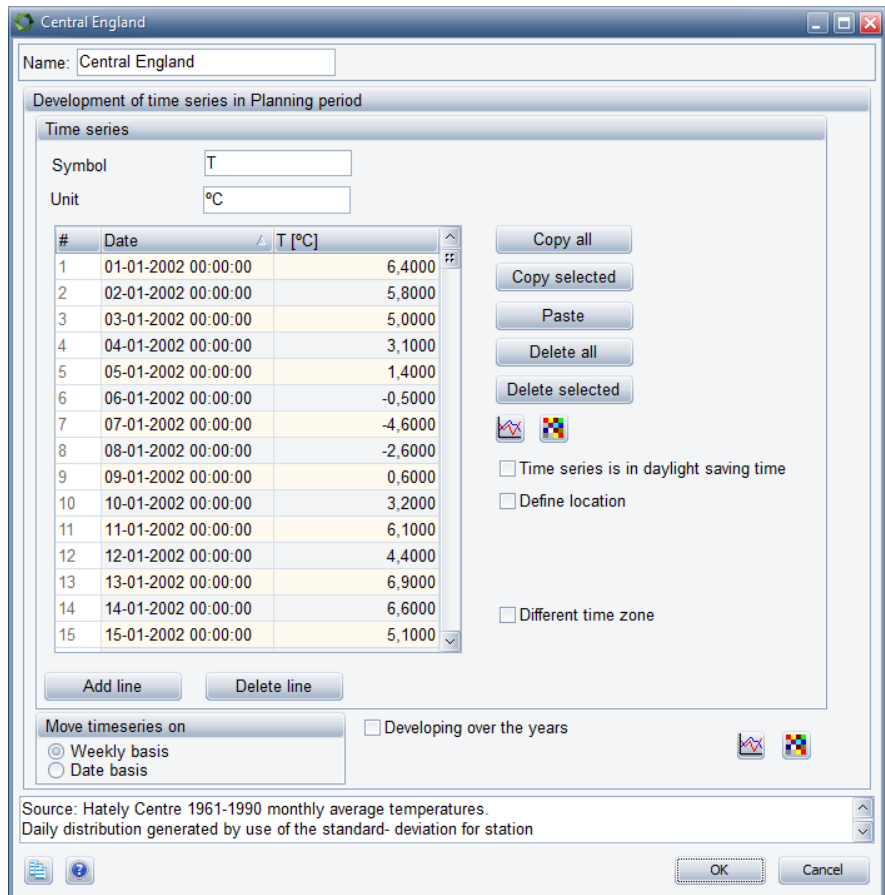 Central England
Name: Central England
Development of time series in Planning period
Time series
Symbol T
Unit ºC
# Date T [ºC]
1 01-01-2002 00:00:00 6,4000
2 02-01-2002 00:00:00 5,8000
3 03-01-2002 00:00:00 5,0000
4 04-01-2002 00:00:00 3,1000
5 05-01-2002 00:00:00 1,4000
6 06-01-2002 00:00:00 -0,5000
7 07-01-2002 00:00:00 -4,6000
8 08-01-2002 00:00:00 -2,6000
9 09-01-2002 00:00:00 0,6000
10 10-01-2002 00:00:00 3,2000
11 11-01-2002 00:00:00 6,1000
12 12-01-2002 00:00:00 4,4000
13 13-01-2002 00:00:00 6,9000
14 14-01-2002 00:00:00 6,6000
15 15-01-2002 00:00:00 5,1000
Copy all
Copy selected
Paste
Delete all
Delete selected
Time series is in daylight saving time
Define location
Different time zone
Add line Delete line
Move timeseries on
Weekly basis
Date basis
Developing over the years
Source: Hately Centre 1961-1990 monthly average temperatures.
Daily distribution generated by use of the standard- deviation for station
OK Cancel